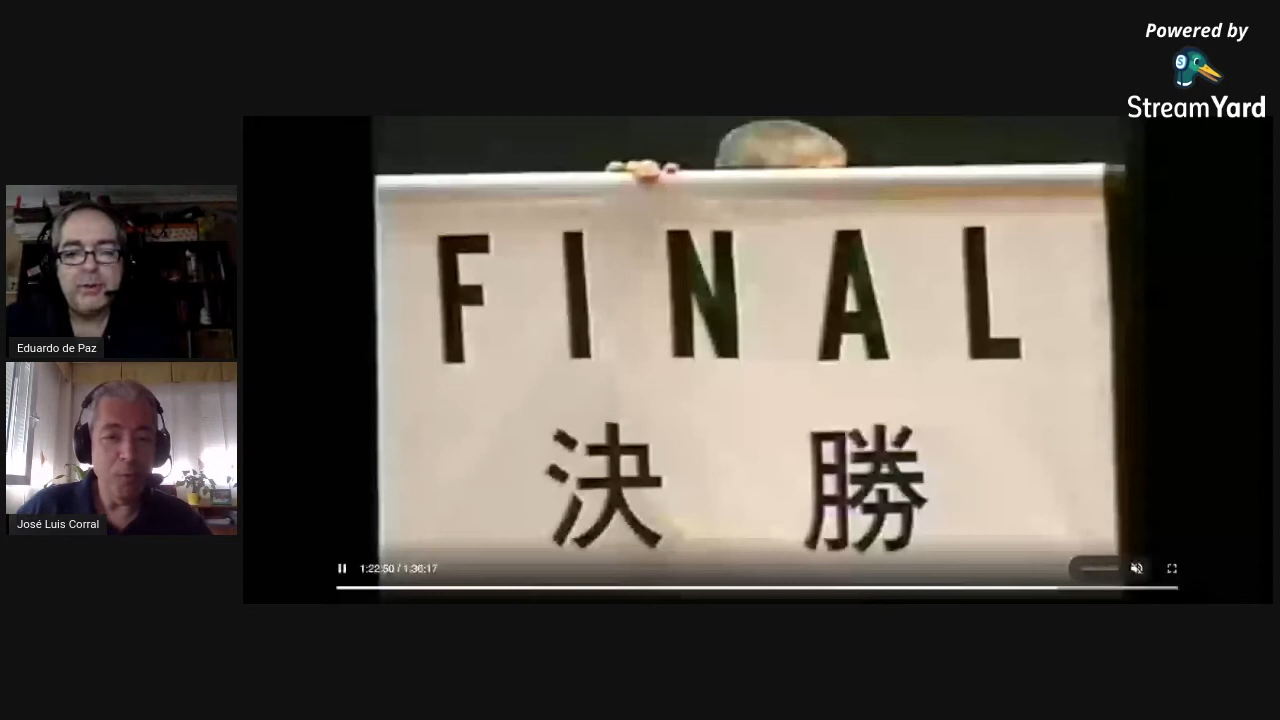 Powered by
StreamYard
FINAL
決勝
Eduardo de Paz
José Luis Corral
1:22:50 / 1:36:17